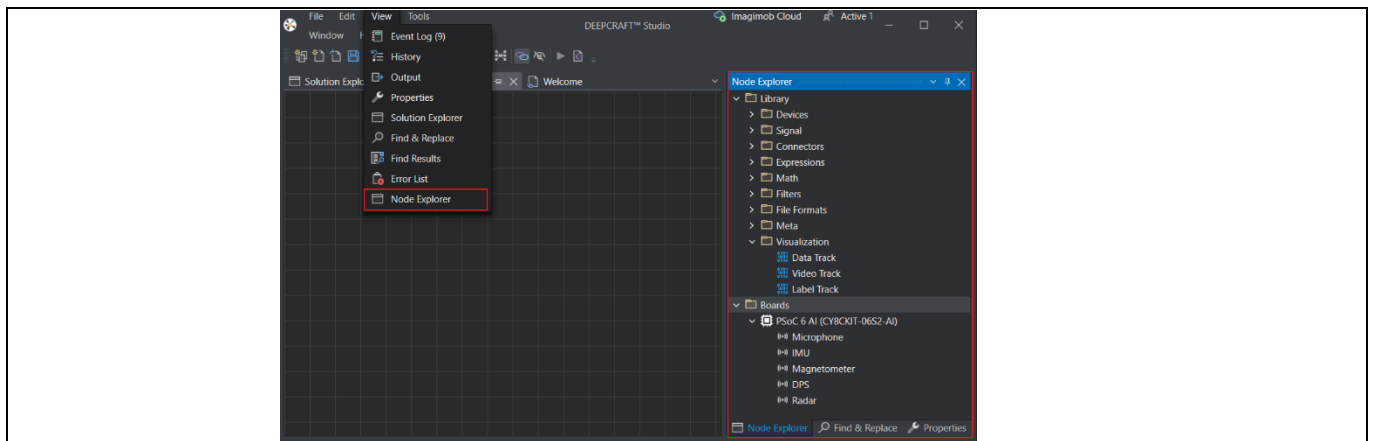 File Edit View Tools
DEEPCRAFT™ Studio
Imagimob Cloud
Active 1
Window
Event Log (9)
History
Output
Properties
Solution Explorer
Find & Replace
Find Results
Error List
Node Explorer
Solution Explo
Welcome
Node Explorer
Library
Devices
Signal
Connectors
Expressions
Math
Filters
File Formats
Meta
Visualization
Data Track
Video Track
Label Track
Boards
PSoC 6 AI (CY8CKIT-06S2-AI)
Microphone
IMU
Magnetometer
DPS
Radar
Node Explorer Find & Replace Properties